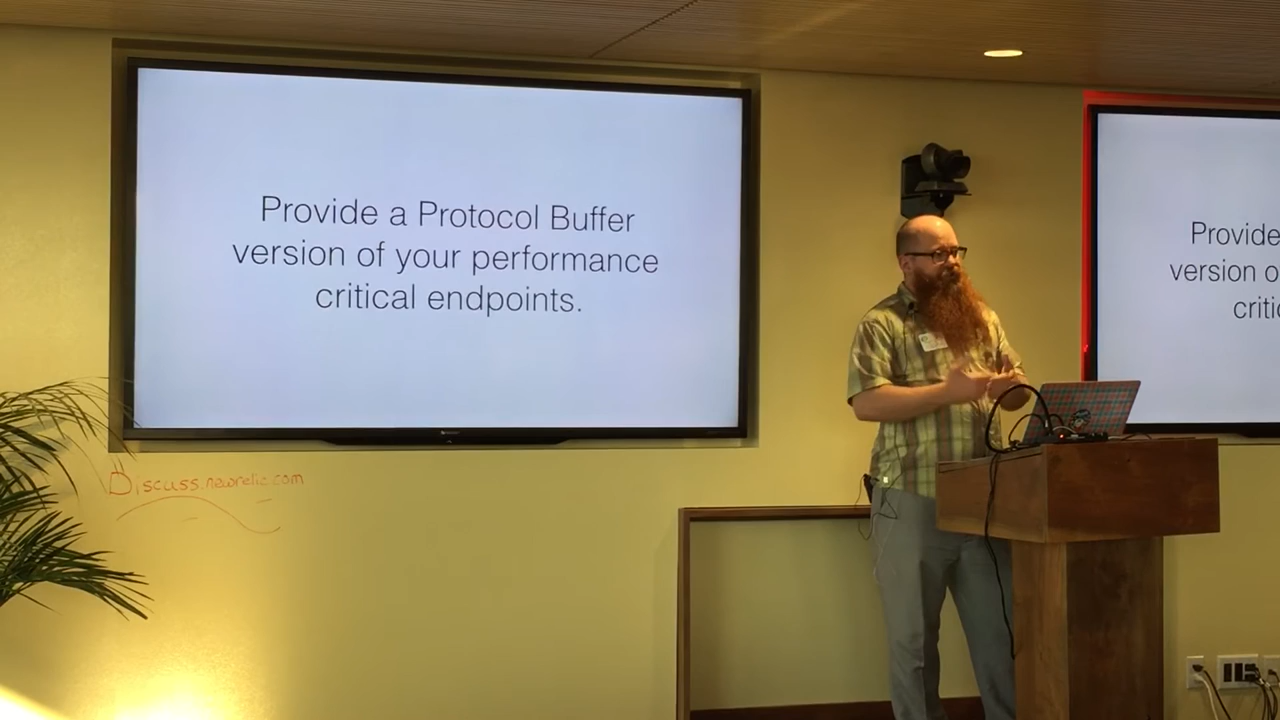 Provide a Protocol Buffer
version of your performance
critical endpoints.
Discuss.newrelic.com
Provide
version o
critic